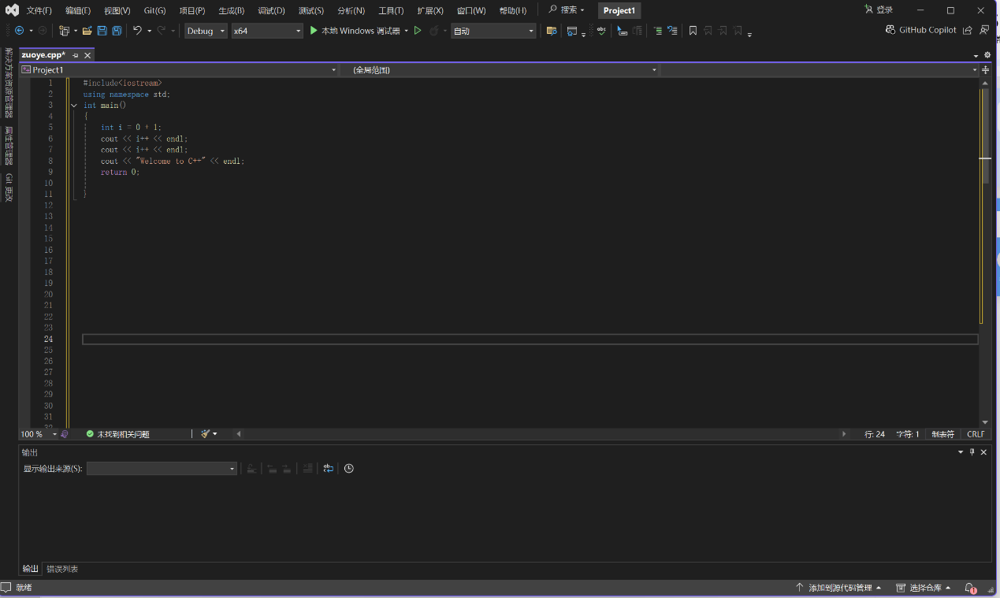 文件(F) 编辑(E) 视图(V) Git(G) 项目(P) 生成(B) 调试(D) 测试(S) 分析(N) 工具(T) 扩展(X) 窗口(W) 帮助(H) 搜索 Project1 登录
Debug x64 本地 Windows 调试器 自动 GitHub Copilot
解决方案资源管理器
属性管理器
Git 更改
zuoye.cpp*
Project1 (全局范围)
1 #include<iostream>
2 using namespace std;
3 int main()
4 {
5 int i = 0 + 1;
6 cout << i++ << endl;
7 cout << i++ << endl;
8 cout << "Welcome to C++" << endl;
9 return 0;
10
11 }
12
13
14
15
16
17
18
19
20
21
22
23
24
25
26
27
28
29
30
31
32
100 % 未找到相关问题 行: 24 字符: 1 制表符 CRLF
输出
显示输出来源(S):
输出 错误列表
就绪 添加到源代码管理 选择仓库 1